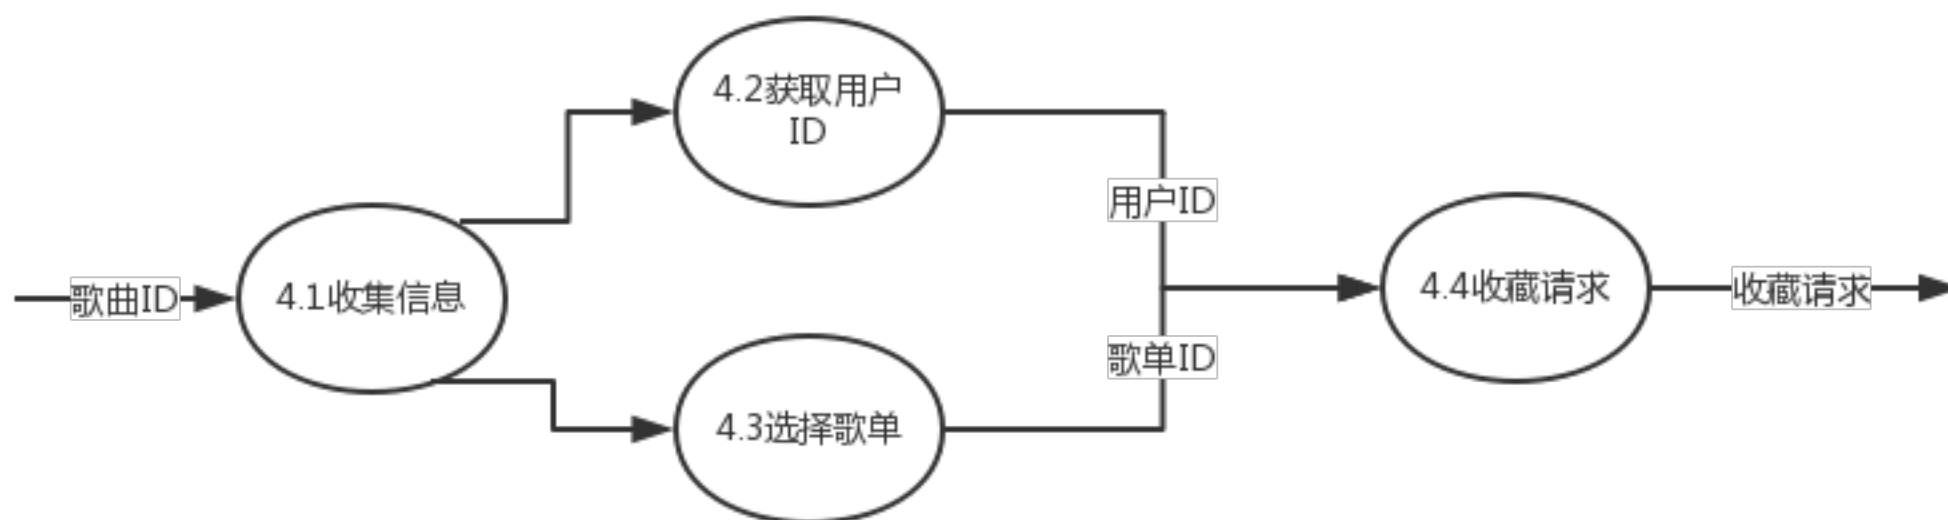 4.2获取用户
ID
用户ID
歌曲ID
4.1收集信息
4.4收藏请求
收藏请求
歌单ID
4.3选择歌单